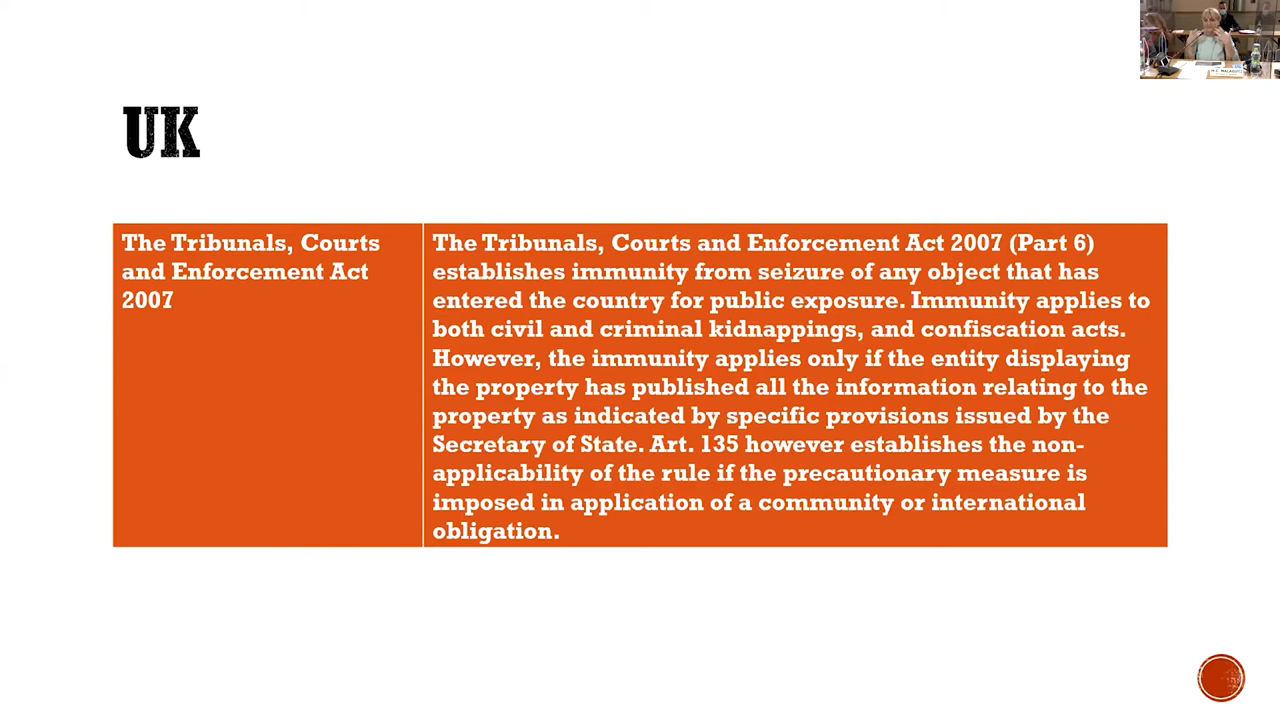 UK
The Tribunals, Courts
and Enforcement Act
2007
The Tribunals, Courts and Enforcement Act 2007 (Part 6)
establishes immunity from seizure of any object that has
entered the country for public exposure. Immunity applies to
both civil and criminal kidnappings, and confiscation acts.
However, the immunity applies only if the entity displaying
the property has published all the information relating to the
property as indicated by specific provisions issued by the
Secretary of State. Art. 135 however establishes the non-
applicability of the rule if the precautionary measure is
imposed in application of a community or international
obligation.